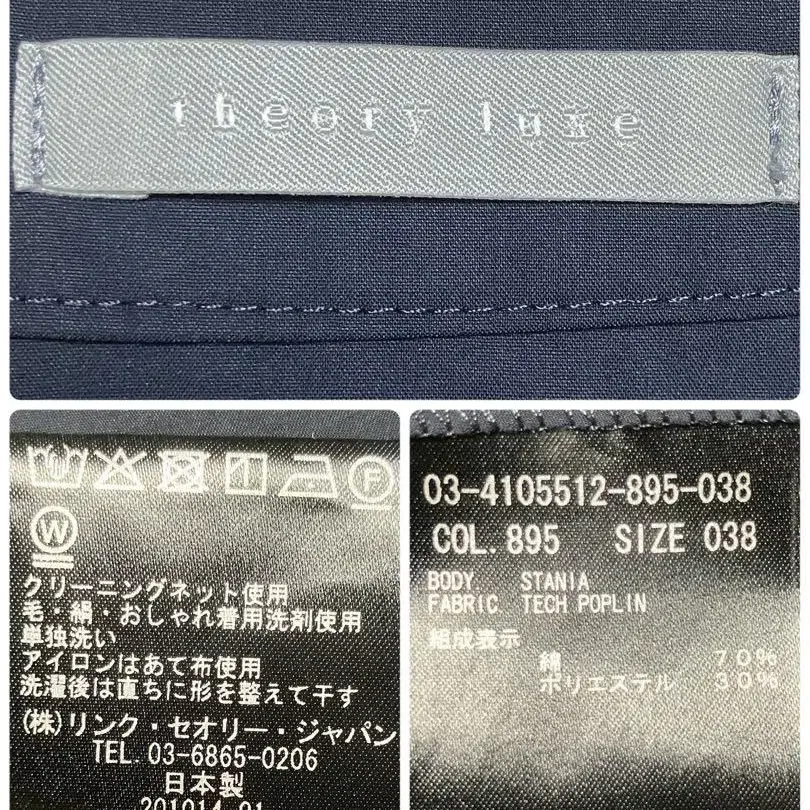 theory luxe
F
W
クリーニングネット使用
毛・絹・おしゃれ着用洗剤使用
単独洗い
アイロンはあて布使用
洗濯後は直ちに形を整えて干す
(株)リンク・セオリー・ジャパン
TEL.03-6865-0206
日本製
201014 01
03-4105512-895-038
COL.895 SIZE 038
BODY STANIA
FABRIC TECH POPLIN
組成表示
綿 70%
ポリエステル 30%